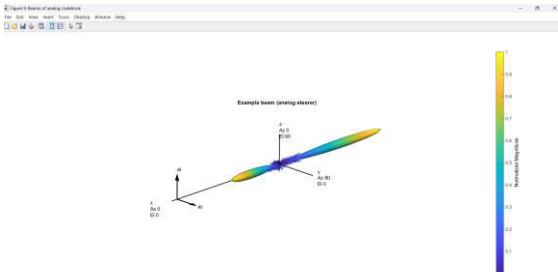 Figure 9: Beams of analog codebook
File Edit View Insert Tools Desktop Window Help
Example beam (analog steerer)
z
Az 0
El 90
y
Az 90
El 0
el
az
x
Az 0
El 0
1
0.9
0.8
0.7
0.6
0.5
0.4
0.3
0.2
0.1
Normalized Magnitude